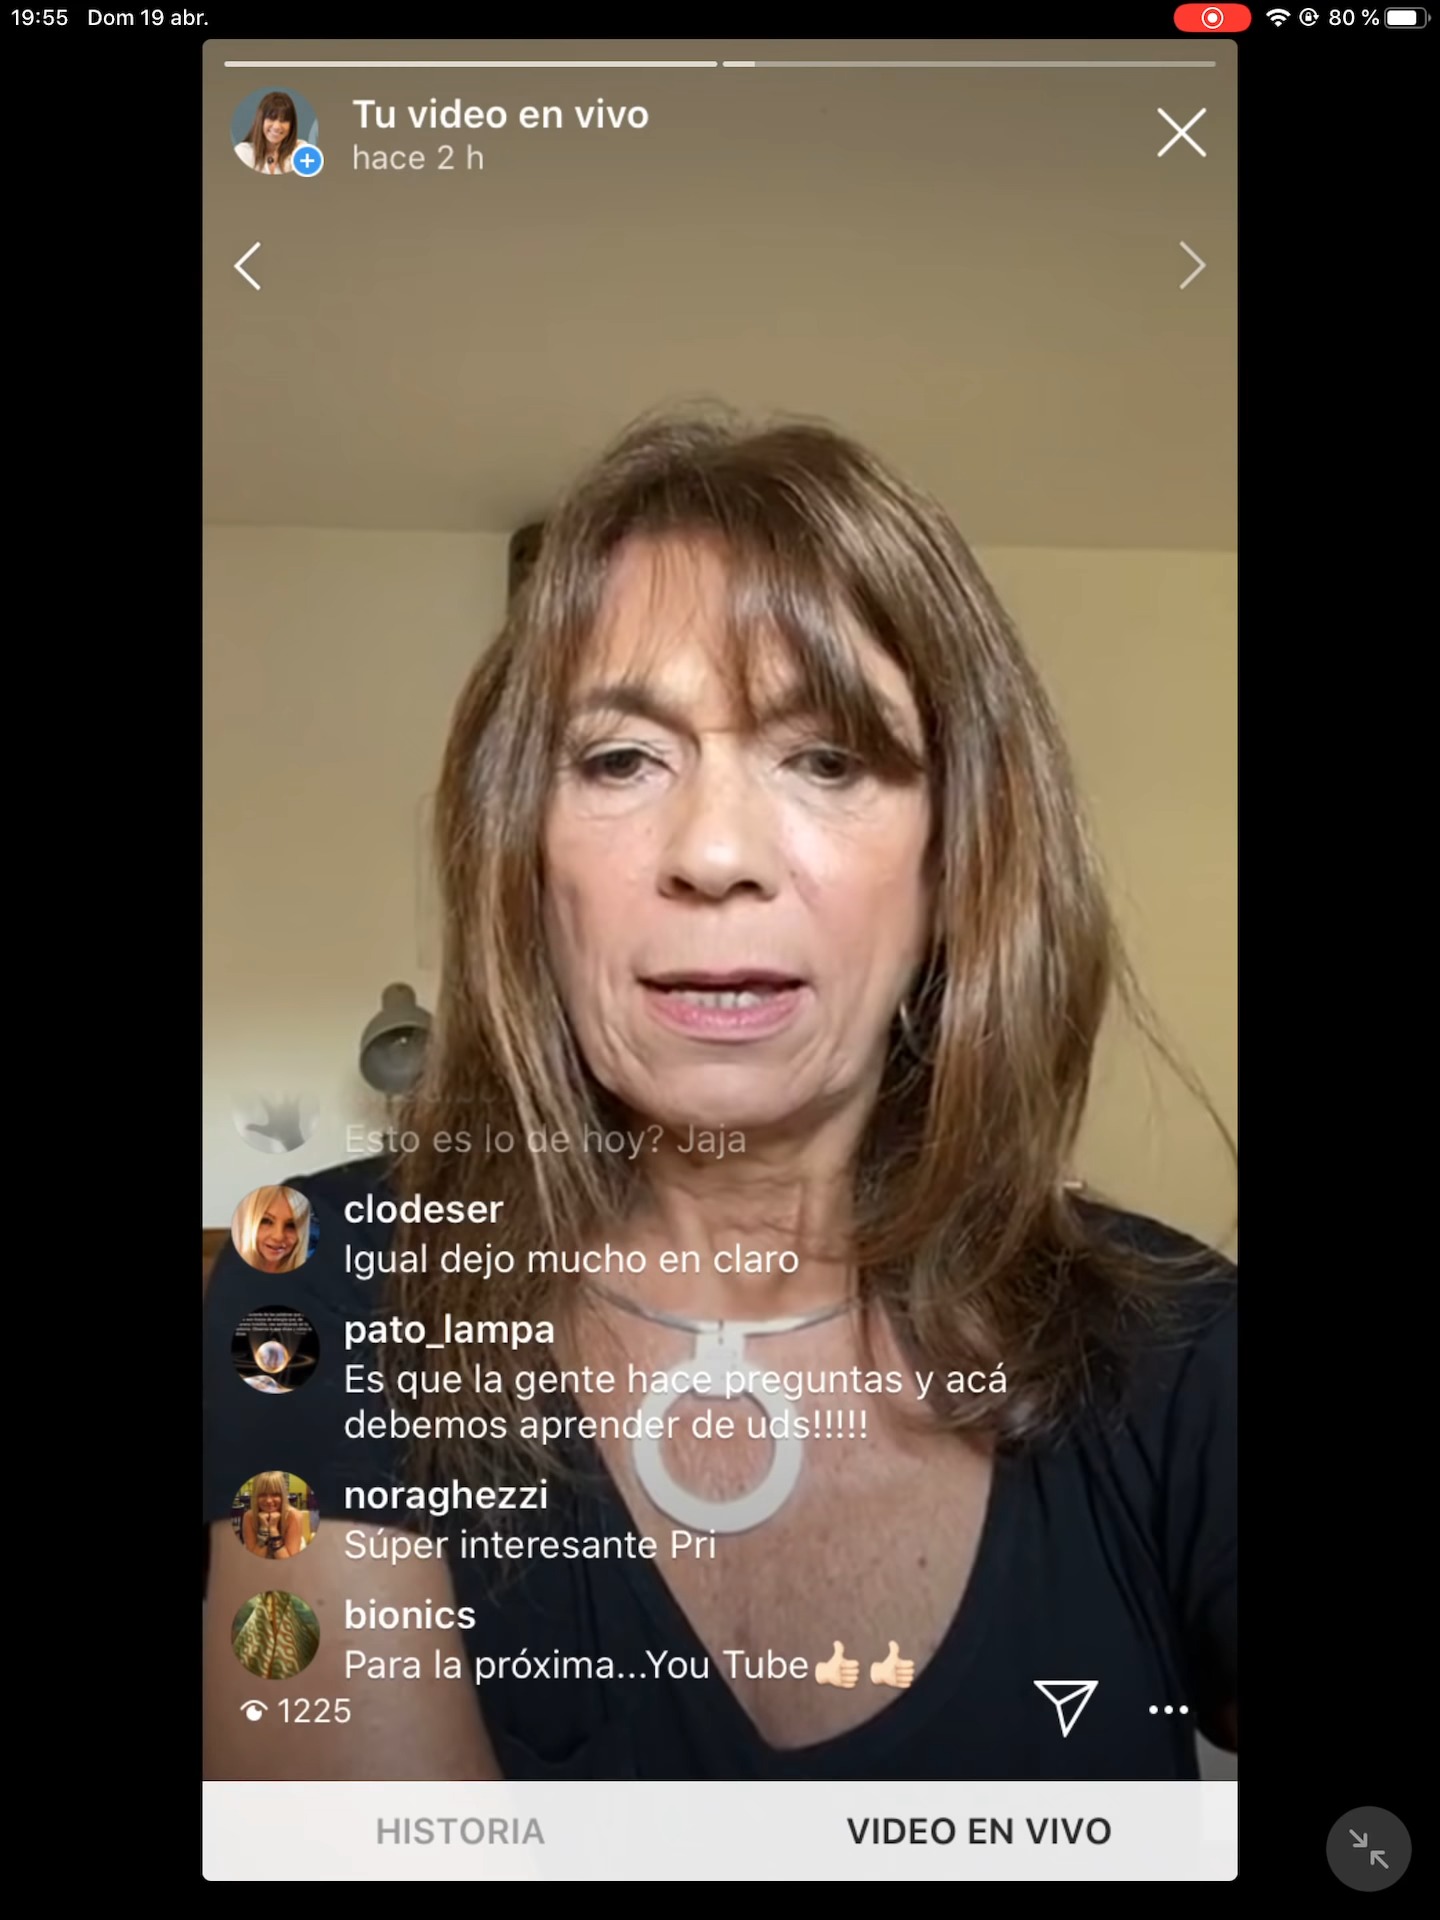 19:55 Dom 19 abr.
80 %
Tu video en vivo
hace 2 h
Esto es lo de hoy? Jaja
clodeser
Igual dejo mucho en claro
pato_lampa
Es que la gente hace preguntas y acá
debemos aprender de uds!!!!!
noraghezzi
Súper interesante Pri
bionics
Para la próxima...You Tube👍🏻👍🏻
1225
HISTORIA
VIDEO EN VIVO